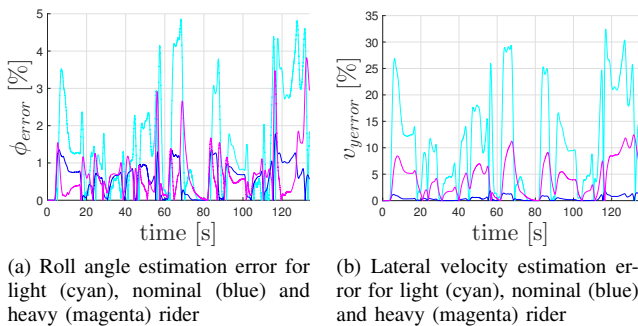 5
4
3
2
1
0
ϕerror [%]
0 20 40 60 80 100 120
time [s]
35
30
25
20
15
10
5
0
vyerror [%]
0 20 40 60 80 100 120
time [s]
(a) Roll angle estimation error for
light (cyan), nominal (blue) and
heavy (magenta) rider
(b) Lateral velocity estimation er-
ror for light (cyan), nominal (blue)
and heavy (magenta) rider